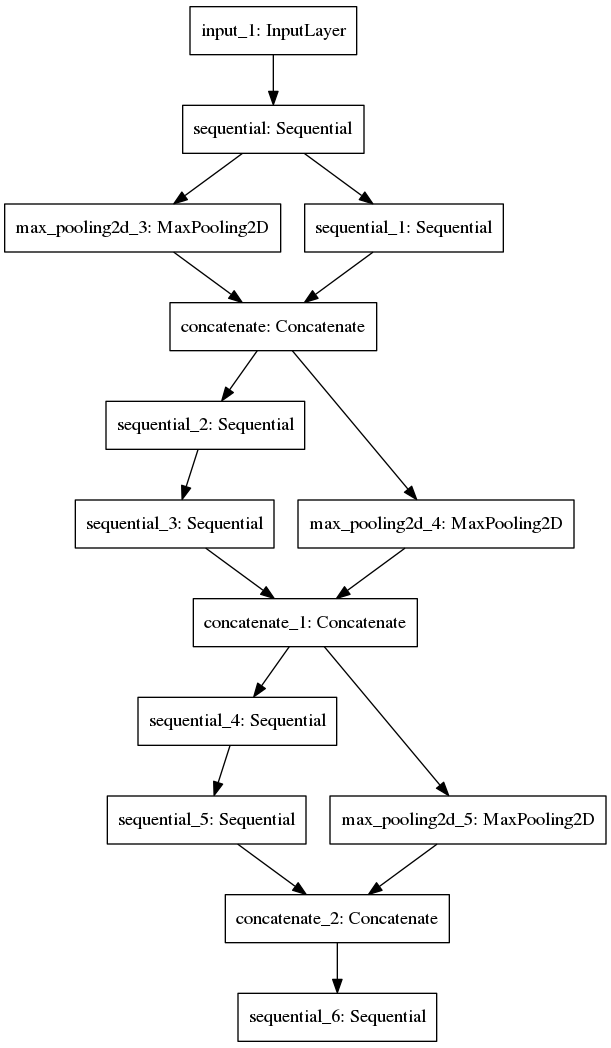 input_1: InputLayer
sequential: Sequential
max_pooling2d_3: MaxPooling2D
sequential_1: Sequential
concatenate: Concatenate
sequential_2: Sequential
sequential_3: Sequential
max_pooling2d_4: MaxPooling2D
concatenate_1: Concatenate
sequential_4: Sequential
sequential_5: Sequential
max_pooling2d_5: MaxPooling2D
concatenate_2: Concatenate
sequential_6: Sequential